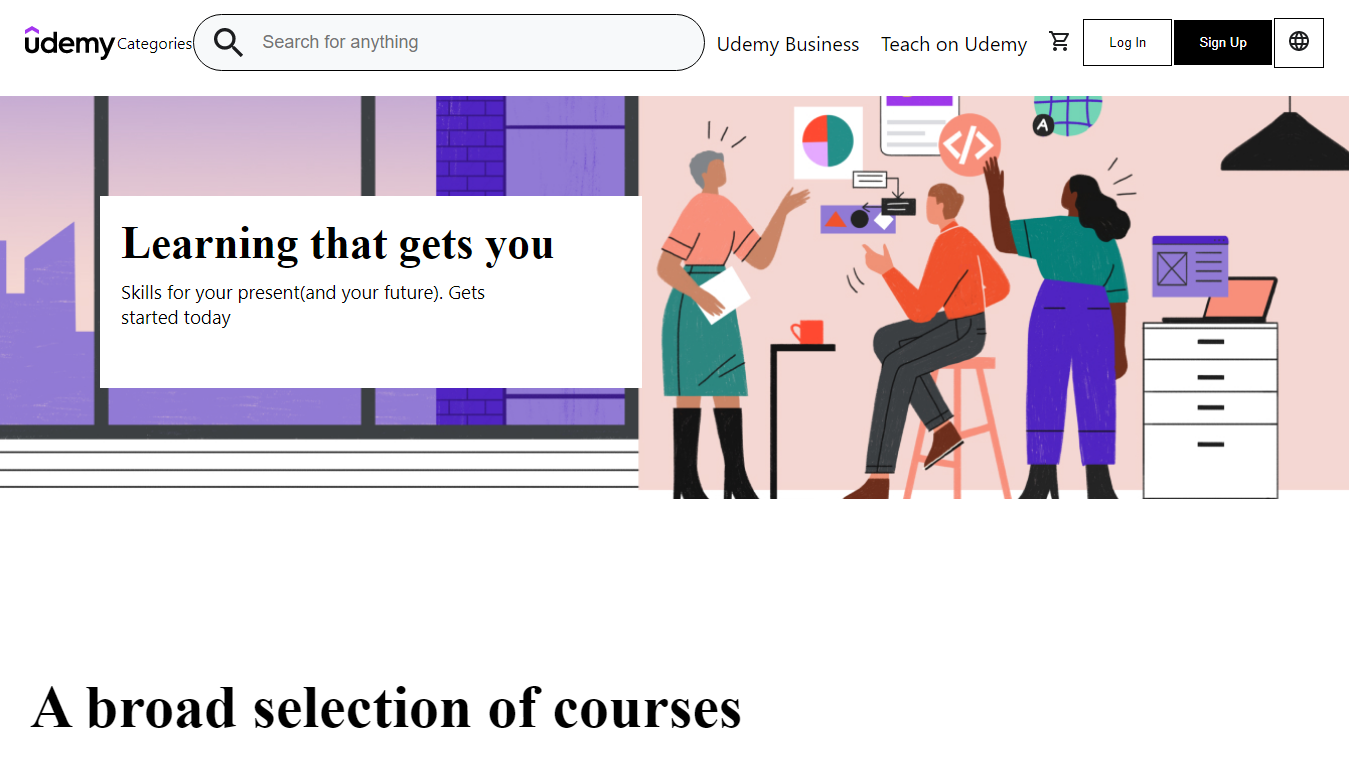 ûdemy Categories Search for anything Udemy Business Teach on Udemy Log In Sign Up
</>
A
Learning that gets you
Skills for your present(and your future). Gets
started today
A broad selection of courses